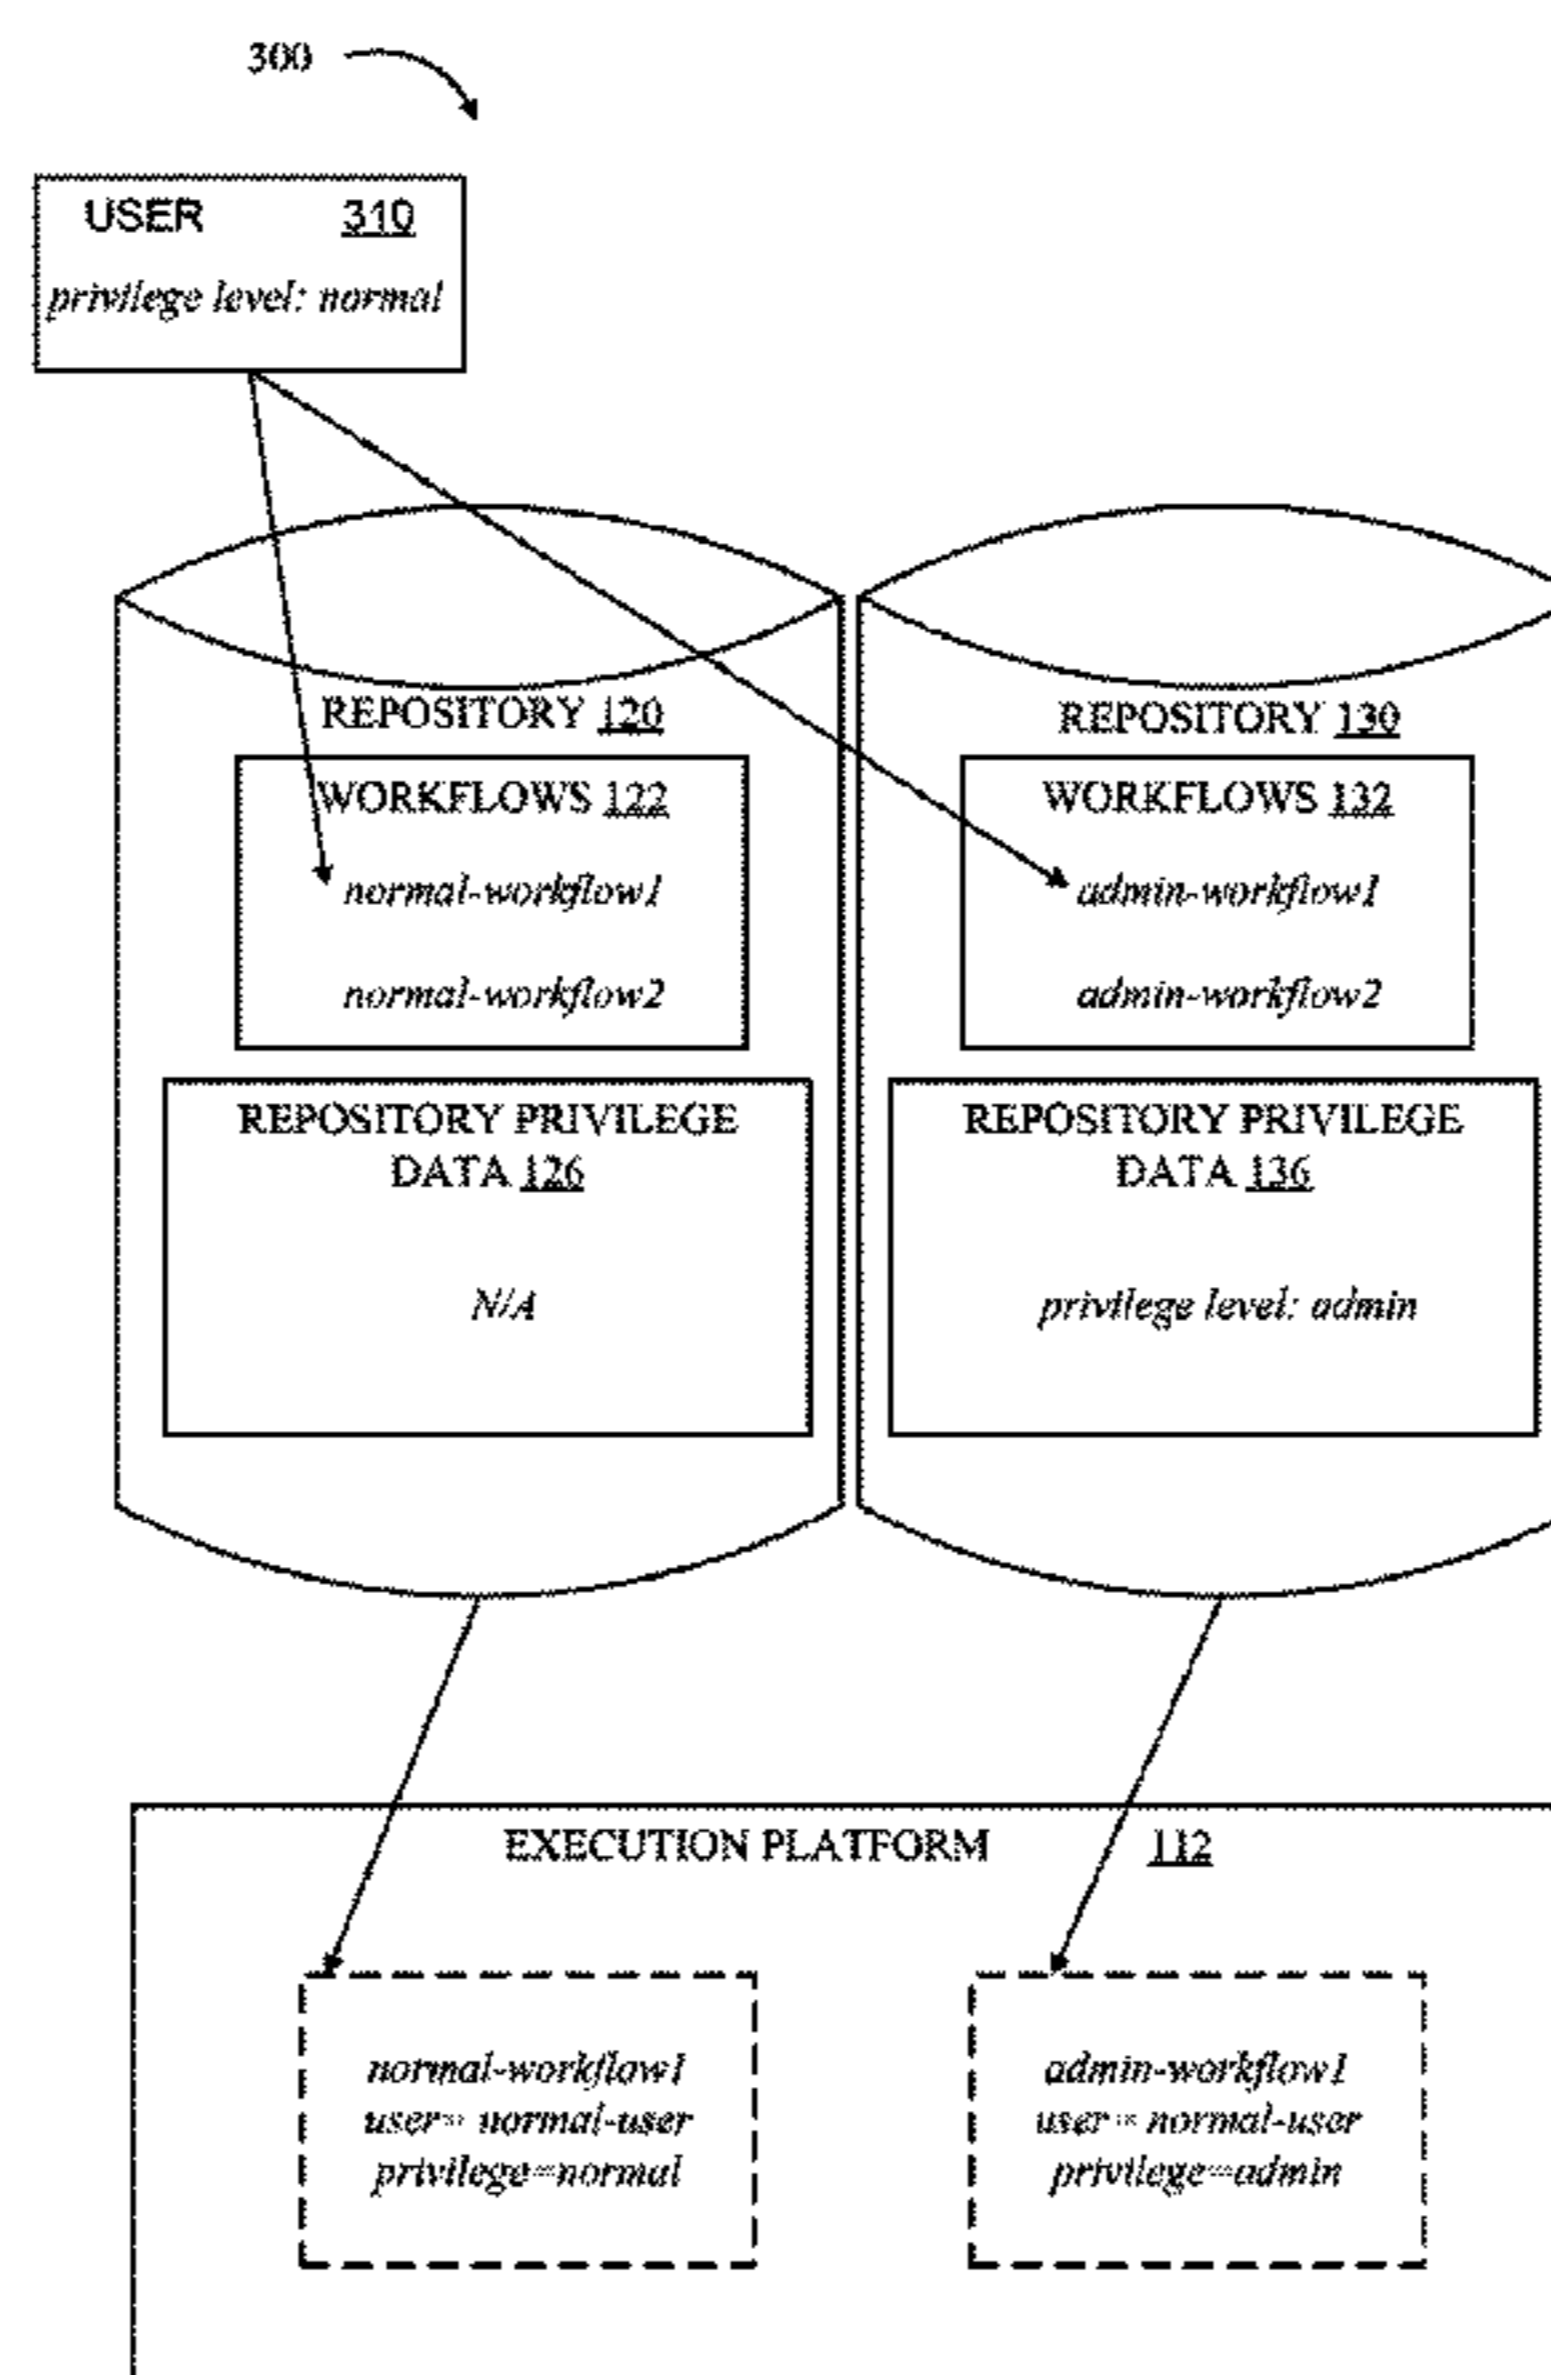 300
USER 310
privilege level: normal
REPOSITORY 120
WORKFLOWS 122
normal-workflow1
normal-workflow2
REPOSITORY PRIVILEGE
DATA 126
N/A
REPOSITORY 130
WORKFLOWS 132
admin-workflow1
admin-workflow2
REPOSITORY PRIVILEGE
DATA 136
privilege level: admin
EXECUTION PLATFORM 112
normal-workflow1
user= normal-user
privilege=normal
admin-workflow1
user= normal-user
privilege=admin